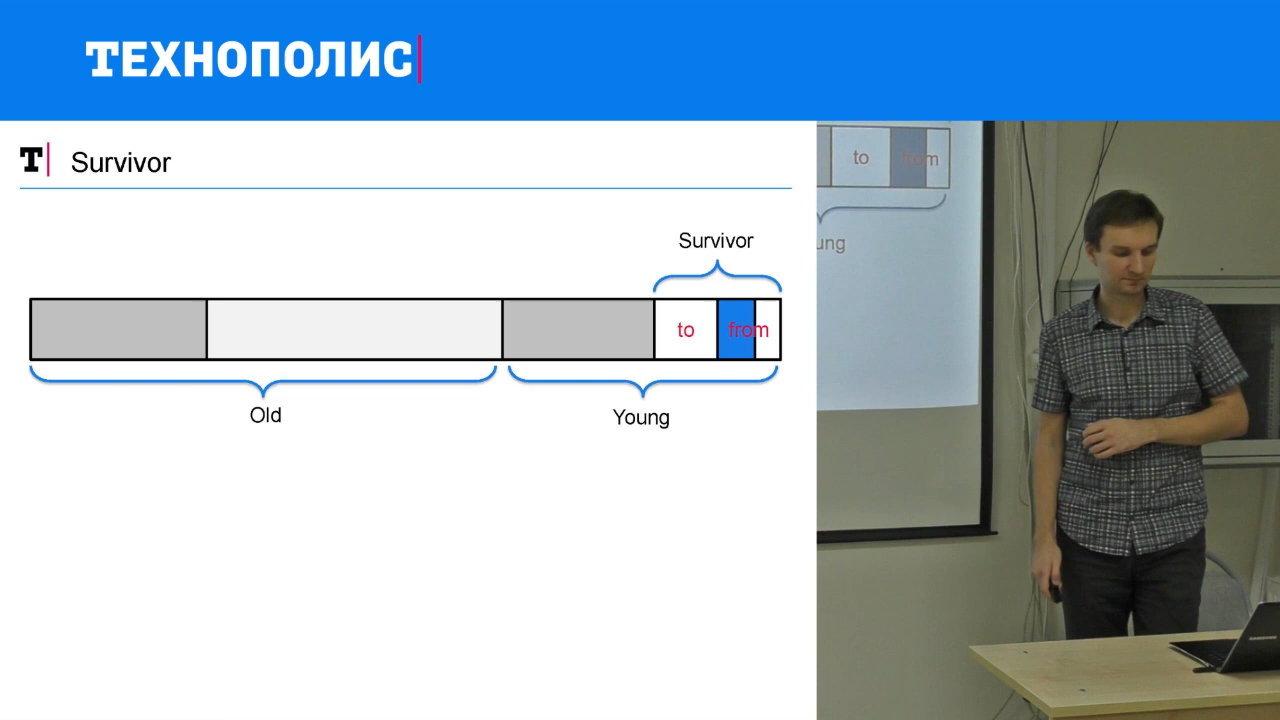 ТЕХНОПОЛИС
T Survivor
Survivor
to from
Old
Young
to from
ung